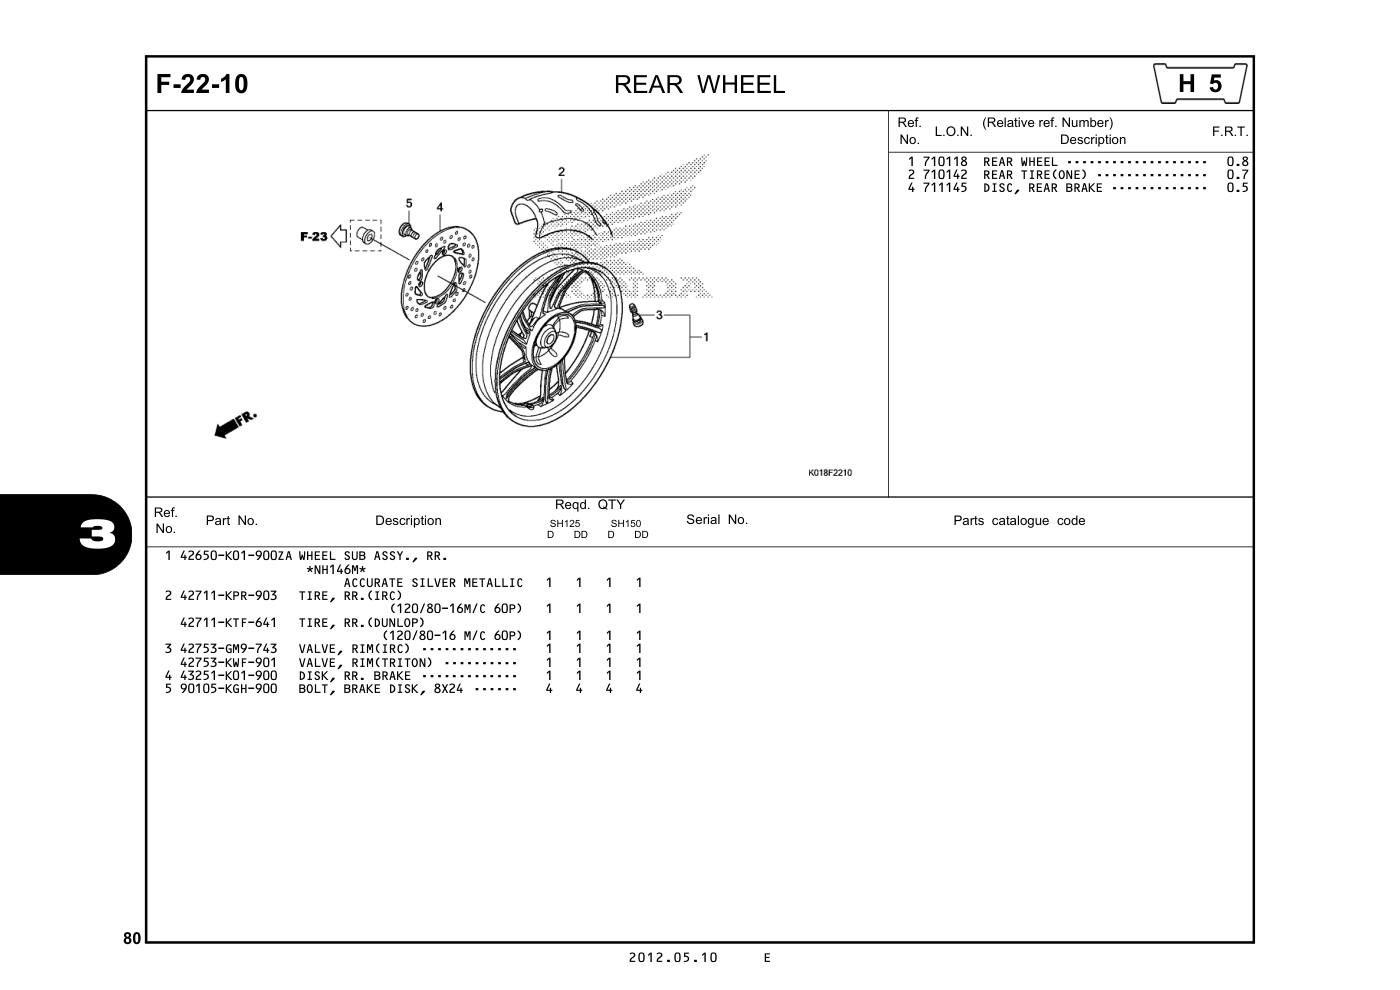 F-22-10 REAR WHEEL H 5
Ref. No. L.O.N. (Relative ref. Number) Description F.R.T.
1 710118 REAR WHEEL ------------------- 0.8
2 710142 REAR TIRE(ONE) --------------- 0.7
4 711145 DISC, REAR BRAKE ------------- 0.5
2
5 4
F-23
HONDA
3
1
FR.
K018F2210
3
Ref. No. Part No. Description Reqd. QTY Serial No. Parts catalogue code
SH125 SH150
D DD D DD
1 42650-K01-900ZA WHEEL SUB ASSY., RR.
*NH146M*
ACCURATE SILVER METALLIC 1 1 1 1
2 42711-KPR-903 TIRE, RR.(IRC)
(120/80-16M/C 60P) 1 1 1 1
42711-KTF-641 TIRE, RR.(DUNLOP)
(120/80-16 M/C 60P) 1 1 1 1
3 42753-GM9-743 VALVE, RIM(IRC) ------------- 1 1 1 1
42753-KWF-901 VALVE, RIM(TRITON) ---------- 1 1 1 1
4 43251-K01-900 DISK, RR. BRAKE ------------- 1 1 1 1
5 90105-KGH-900 BOLT, BRAKE DISK, 8X24 ------ 4 4 4 4
80
2012.05.10 E